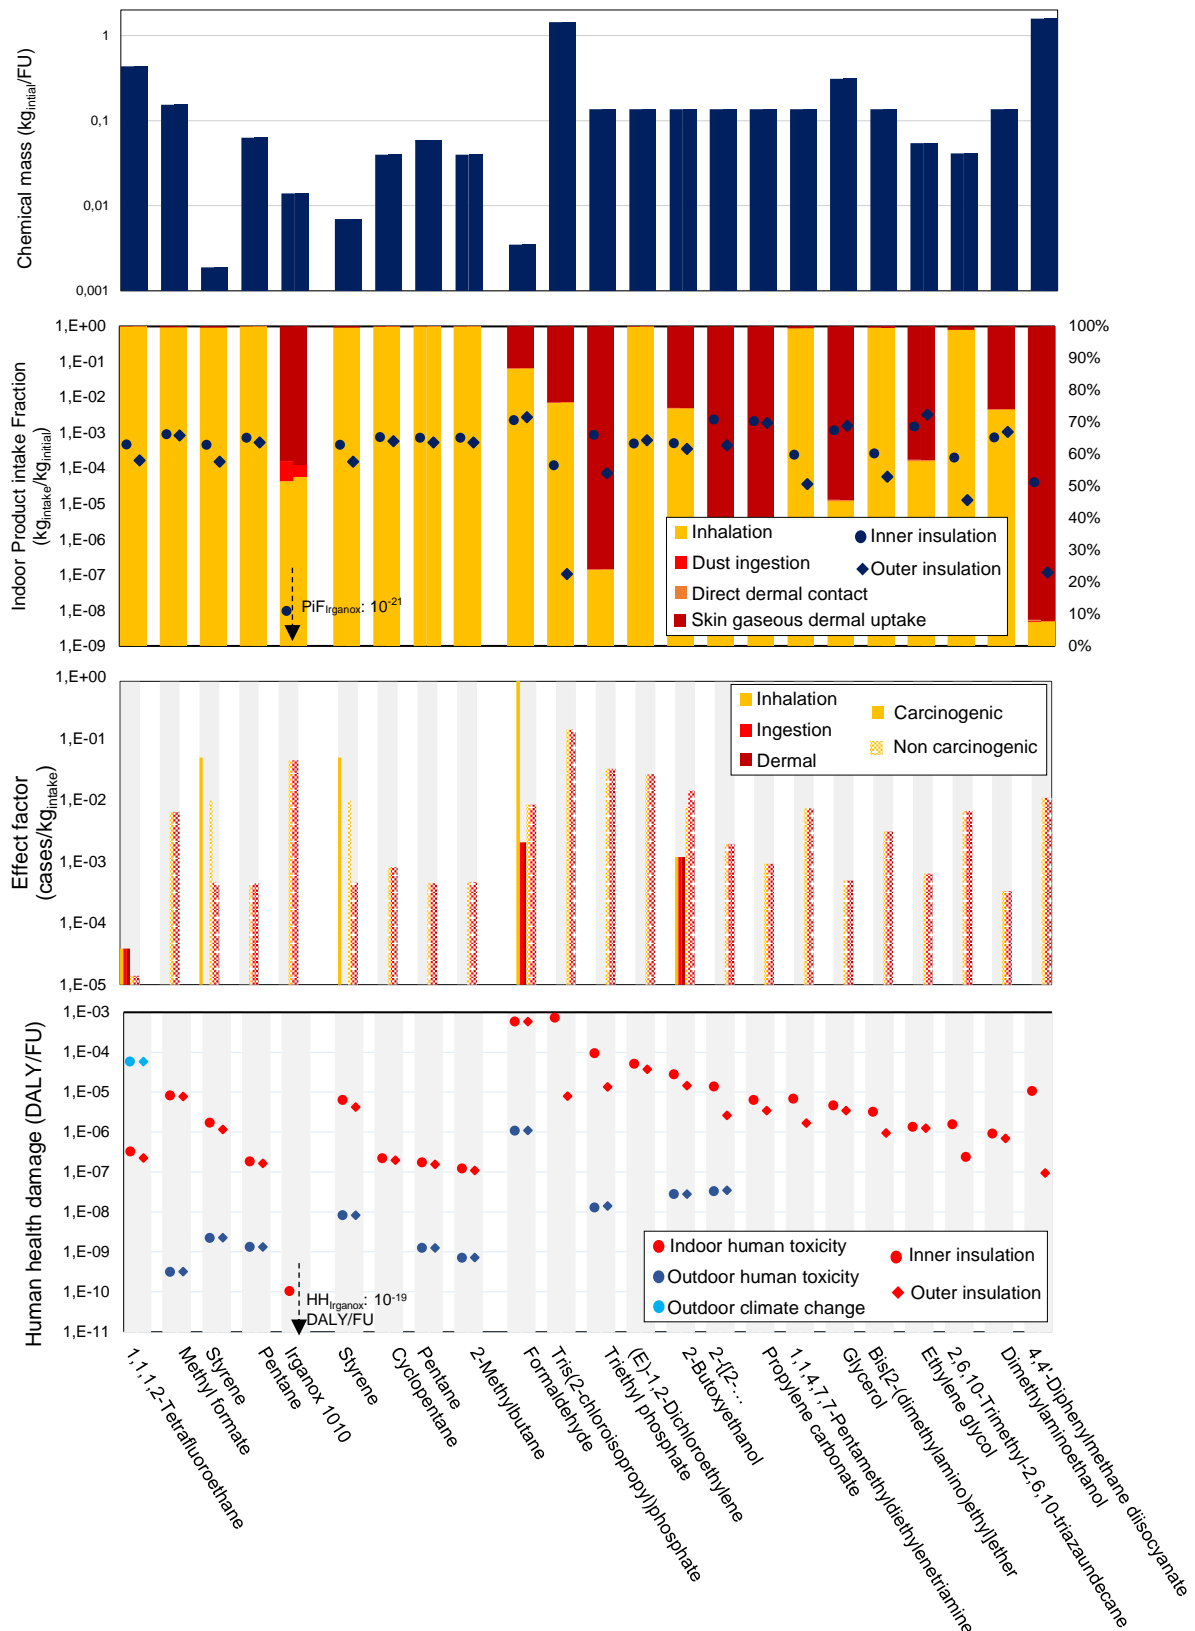 Chemical mass (kgintial/FU)
1
0,1
0,01
0,001
Indoor Product intake Fraction
(kgintake/kginitial)
1,E+00
1,E-01
1,E-02
1,E-03
1,E-04
1,E-05
1,E-06
1,E-07
1,E-08
1,E-09
100%
90%
80%
70%
60%
50%
40%
30%
20%
10%
0%
Inhalation
Dust ingestion
Direct dermal contact
Skin gaseous dermal uptake
Inner insulation
Outer insulation
PiFIrganox: 10-21
Effect factor
(cases/kgintake)
1,E+00
1,E-01
1,E-02
1,E-03
1,E-04
1,E-05
Inhalation
Ingestion
Dermal
Carcinogenic
Non carcinogenic
Human health damage (DALY/FU)
1,E-03
1,E-04
1,E-05
1,E-06
1,E-07
1,E-08
1,E-09
1,E-10
1,E-11
HHIrganox: 10-19
DALY/FU
Indoor human toxicity
Outdoor human toxicity
Outdoor climate change
Inner insulation
Outer insulation
1,1,1,2-Tetrafluoroethane
Methyl formate
Styrene
Pentane
Irganox 1010
Styrene
Cyclopentane
Pentane
2-Methylbutane
Formaldehyde
Tris(2-chloroisopropyl)phosphate
Triethyl phosphate
(E)-1,2-Dichloroethylene
2-Butoxyethanol
2-{[2-...
Propylene carbonate
1,1,4,7,7-Pentamethyldiethylenetriamine
Glycerol
Bis[2-(dimethylamino)ethyl]ether
Ethylene glycol
2,6,10-Trimethyl-2,6,10-triazaundecane
Dimethylaminoethanol
4,4'-Diphenylmethane diisocyanate